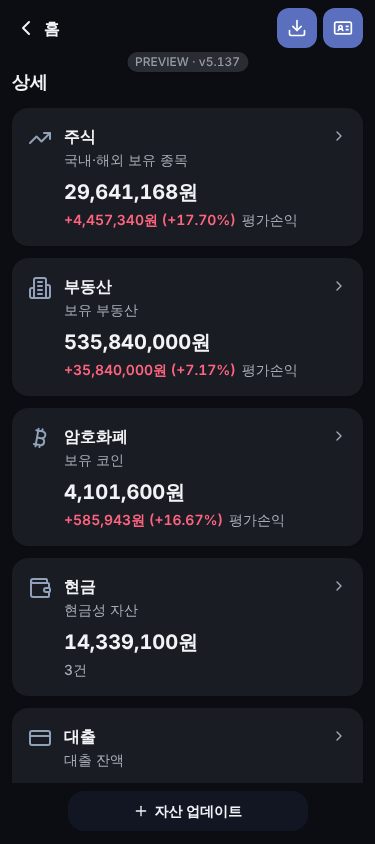 홈
PREVIEW · v5.137
상세
주식
국내·해외 보유 종목
29,641,168원
+4,457,340원 (+17.70%) 평가손익
부동산
보유 부동산
535,840,000원
+35,840,000원 (+7.17%) 평가손익
암호화폐
보유 코인
4,101,600원
+585,943원 (+16.67%) 평가손익
현금
현금성 자산
14,339,100원
3건
대출
대출 잔액
+ 자산 업데이트